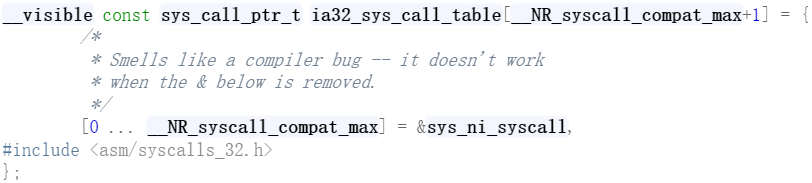 __visible const sys_call_ptr_t ia32_sys_call_table[__NR_syscall_compat_max+1] = {
/*
* Smells like a compiler bug -- it doesn't work
* when the & below is removed.
*/
[0 ... __NR_syscall_compat_max] = &sys_ni_syscall,
#include <asm/syscalls_32.h>
};